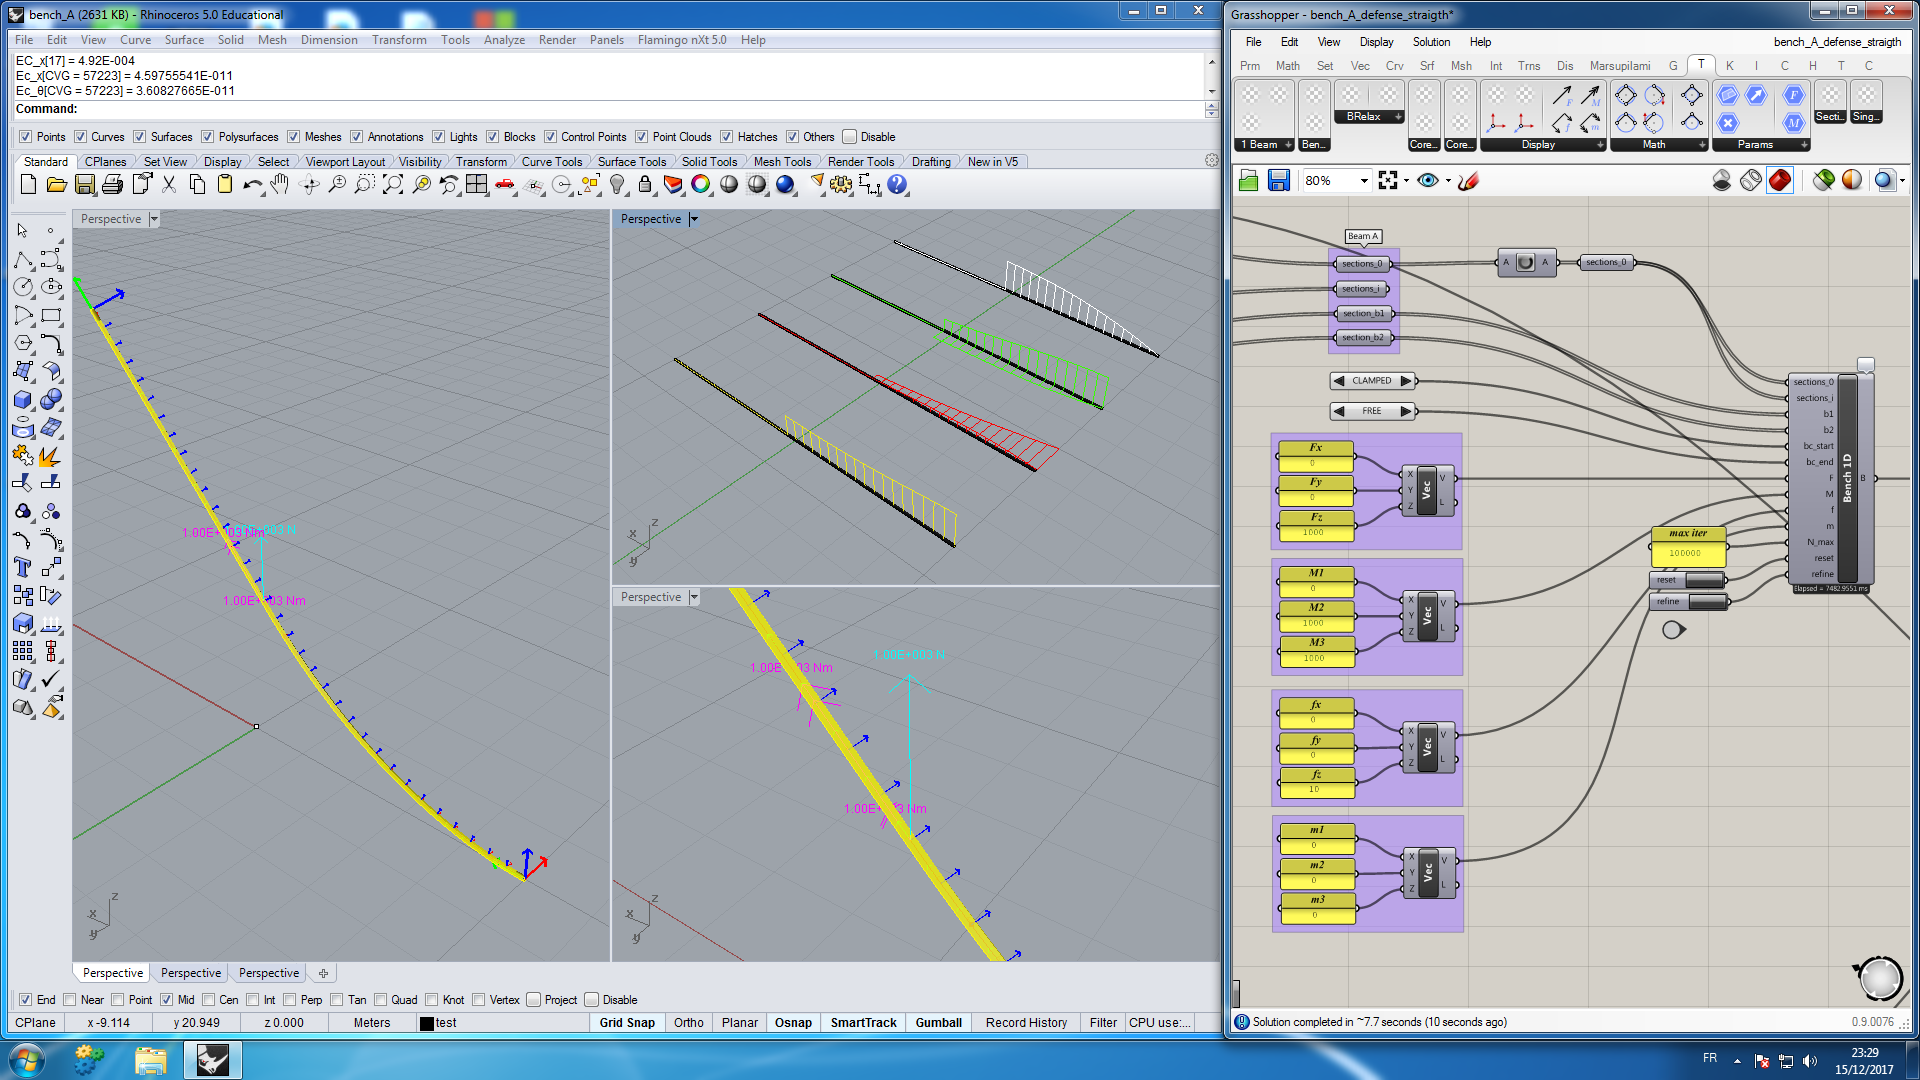 bench_A (2631 KB) - Rhinoceros 5.0 Educational
File Edit View Curve Surface Solid Mesh Dimension Transform Tools Analyze Render Panels Flamingo nXt 5.0 Help
EC_x[17] = 4.92E-004
Ec_x[CVG = 57223] = 4.59755541E-011
Ec_θ[CVG = 57223] = 3.60827665E-011
Command:
Points Curves Surfaces Polysurfaces Meshes Annotations Lights Blocks Control Points Point Clouds Hatches Others Disable
Standard CPlanes Set View Display Select Viewport Layout Visibility Transform Curve Tools Surface Tools Solid Tools Mesh Tools Render Tools Drafting New in V5
Perspective
1.00E+003 Nm
1.00E+003 Nm
z
x
y
Perspective
z
x
y
Perspective
1.00E+003 N
1.00E+003 Nm
1.00E+003 Nm
z
x
y
Perspective Perspective Perspective
End Near Point Mid Cen Int Perp Tan Quad Knot Vertex Project Disable
CPlane x -9.114 y 20.949 z 0.000 Meters test Grid Snap Ortho Planar Osnap SmartTrack Gumball Record History Filter CPU use:...
Grasshopper - bench_A_defense_straigth*
File Edit View Display Solution Help bench_A_defense_straigth
Prm Math Set Vec Crv Srf Msh Int Trns Dis Marsupilami G T K I C H T C
BRelax
1 Beam Ben... Core... Core... Display Math Params Secti... Sing...
80%
Beam A
sections_0
sections_i
section_b1
section_b2
A A
sections_0
CLAMPED
FREE
Fx
0
Fy
0
Fz
1000
X Y Z Vec V L
M1
0
M2
1000
M3
1000
X Y Z Vec V L
fx
0
fy
0
fz
10
X Y Z Vec V L
m1
0
m2
0
m3
0
X Y Z Vec V L
max iter
100000
reset
refine
sections_0
sections_i
b1
b2
bc_start
bc_end
F
M
f
m
N_max
reset
refine
Bench 1D
B
Elapsed = 7482.9551 ms
Solution completed in ~7.7 seconds (10 seconds ago) 0.9.0076
FR
23:29
15/12/2017